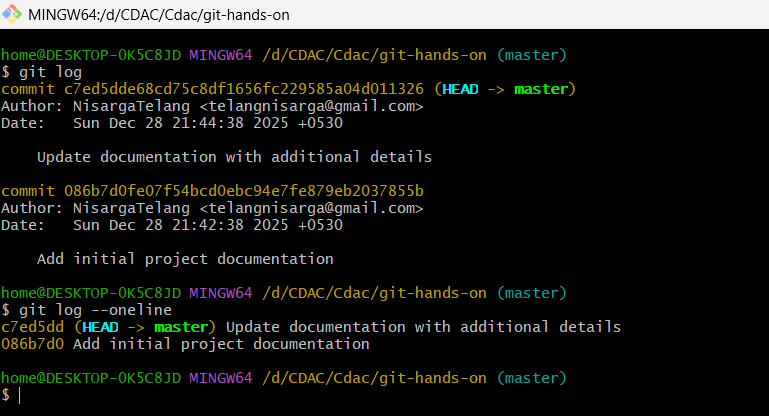 MINGW64:/d/CDAC/Cdac/git-hands-on
home@DESKTOP-0K5C8JD MINGW64 /d/CDAC/Cdac/git-hands-on (master)
$ git log
commit c7ed5dde68cd75c8df1656fc229585a04d011326 (HEAD -> master)
Author: NisargaTelang <telangnisarga@gmail.com>
Date:   Sun Dec 28 21:44:38 2025 +0530
    Update documentation with additional details
commit 086b7d0fe07f54bcd0ebc94e7fe879eb2037855b
Author: NisargaTelang <telangnisarga@gmail.com>
Date:   Sun Dec 28 21:42:38 2025 +0530
    Add initial project documentation
home@DESKTOP-0K5C8JD MINGW64 /d/CDAC/Cdac/git-hands-on (master)
$ git log --oneline
c7ed5dd (HEAD -> master) Update documentation with additional details
086b7d0 Add initial project documentation
home@DESKTOP-0K5C8JD MINGW64 /d/CDAC/Cdac/git-hands-on (master)
$